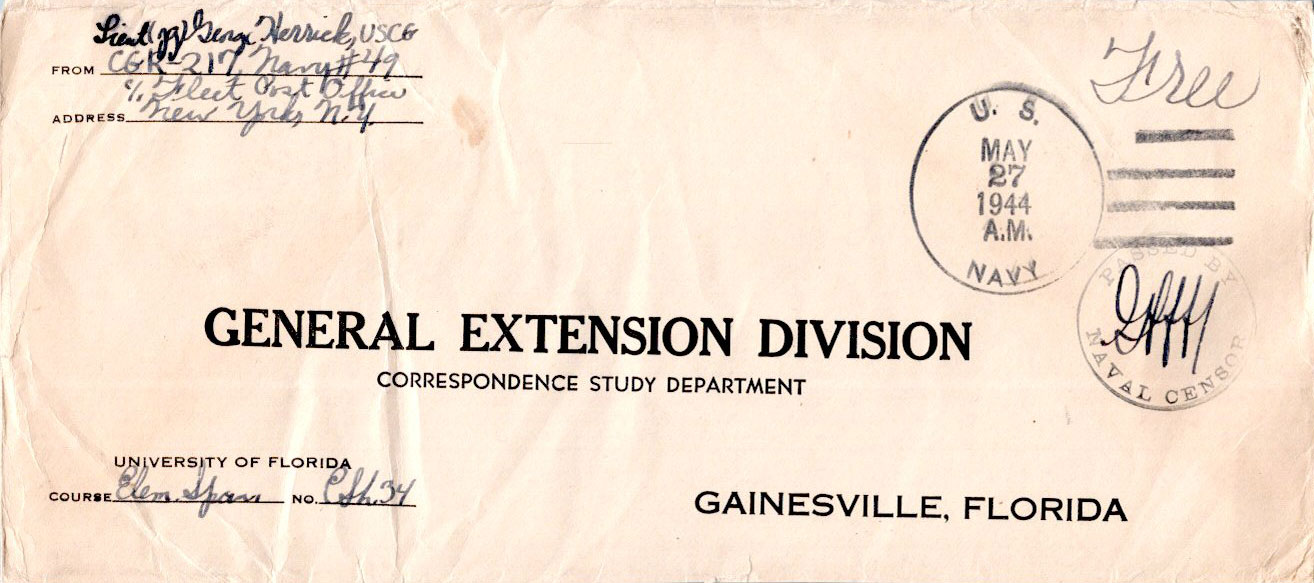 Lieut(jg) George Herrick, USCG
FROM CGR-217, Navy #49
% Fleet Post Office
ADDRESS New York, N.Y.
Free
U. S.
MAY
27
1944
A.M.
NAVY
PASSED BY
NAVAL CENSOR
GENERAL EXTENSION DIVISION
CORRESPONDENCE STUDY DEPARTMENT
UNIVERSITY OF FLORIDA
COURSE Elem. Span NO. CSh.34
GAINESVILLE, FLORIDA